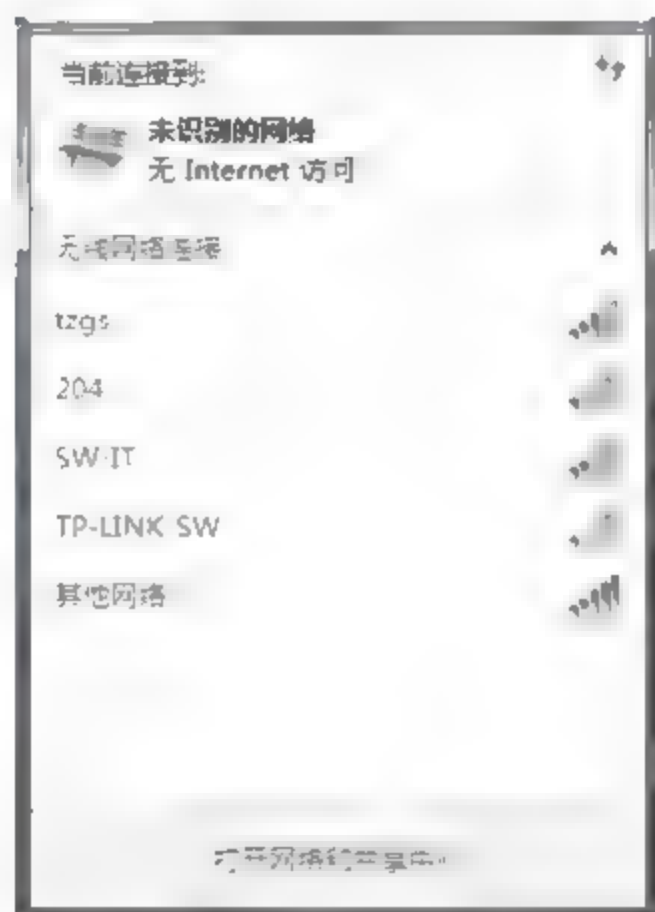 当前连接到:
未识别的网络
无 Internet 访问
无线网络连接
tzgs
204
SW-IT
TP-LINK_SW
其他网络
打开网络和共享中心